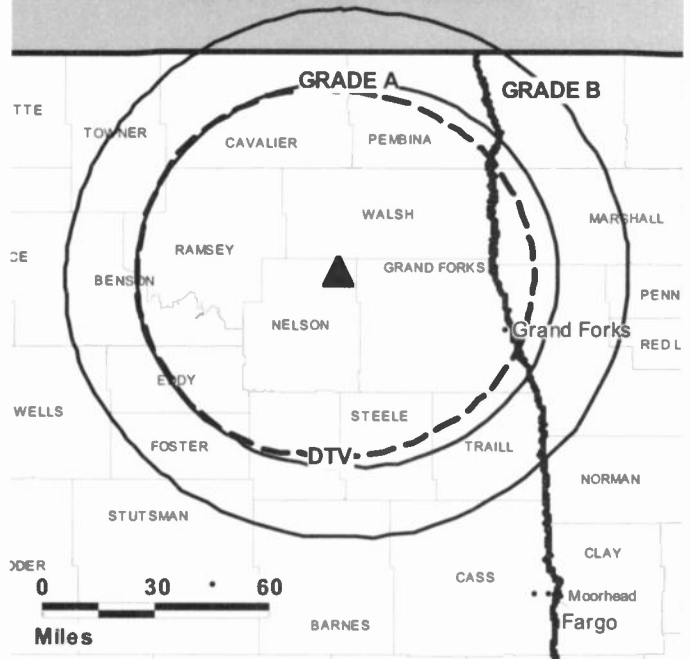 GRADE A
GRADE B
TTE
TOWNER
CAVALIER
PEMBINA
WALSH
MARSHALL
RAMSEY
CE
GRAND FORKS
BENSON
PENN
NELSON
Grand Forks
RED L
EDDY
WELLS
STEELE
FOSTER
TRAILL
DTV
NORMAN
STUTSMAN
CLAY
DDER
CASS
0 30 60
Moorhead
Fargo
BARNES
Miles